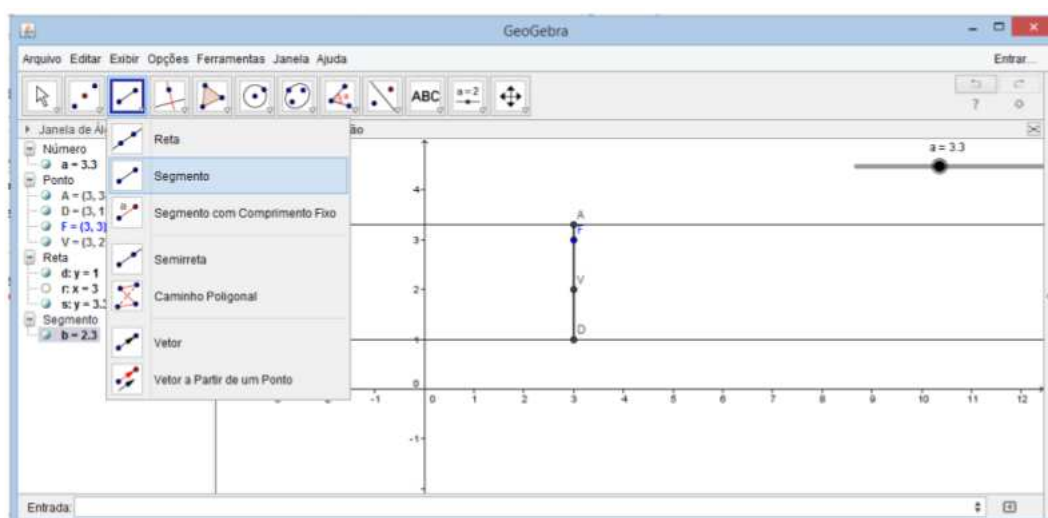 GeoGebra
Arquivo Editar Exibir Opções Ferramentas Janela Ajuda
Entrar...
ABC a=2
?
Janela de Ál
ão
Número
a = 3.3
Ponto
A = (3, 3
D = (3, 1
F = (3, 3)
V = (3, 2
Reta
d: y = 1
r: x = 3
s: y = 3.3
Segmento
b = 2.3
Reta
Segmento
Segmento com Comprimento Fixo
Semirreta
Caminho Poligonal
Vetor
Vetor a Partir de um Ponto
a = 3.3
A
F
V
D
4
3
2
1
0
-1
-1 0 1 2 3 4 5 6 7 8 9 10 11 12
Entrada: